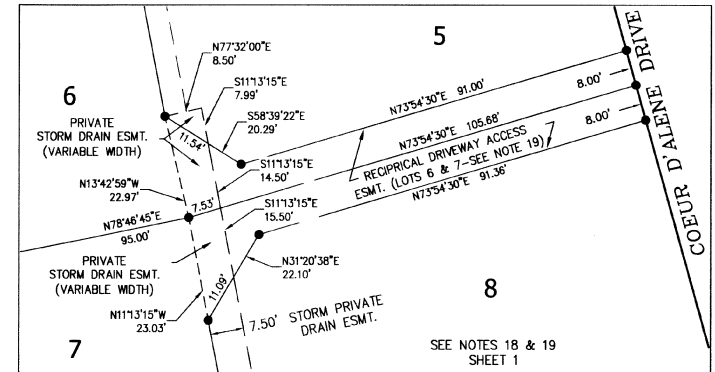 5
6
7
8
N77°32'00"E
8.50'
S11°13'15"E
7.99'
S58°39'22"E
20.29'
PRIVATE
STORM DRAIN ESMT.
(VARIABLE WIDTH)
11.54'
N73°54'30"E 91.00'
8.00'
COEUR D'ALENE DRIVE
N73°54'30"E 105.68'
8.00'
RECIPRICAL DRIVEWAY ACCESS
ESMT. (LOTS 6 & 7-SEE NOTE 19)
N73°54'30"E 91.36'
S11°13'15"E
14.50'
N13°42'59"W
22.97'
7.53'
S11°13'15"E
15.50'
N78°46'45"E
95.00'
PRIVATE
STORM DRAIN ESMT.
(VARIABLE WIDTH)
N31°20'38"E
22.10'
11.09'
N11°13'15"W
23.03'
7.50' STORM PRIVATE
DRAIN ESMT.
SEE NOTES 18 & 19
SHEET 1